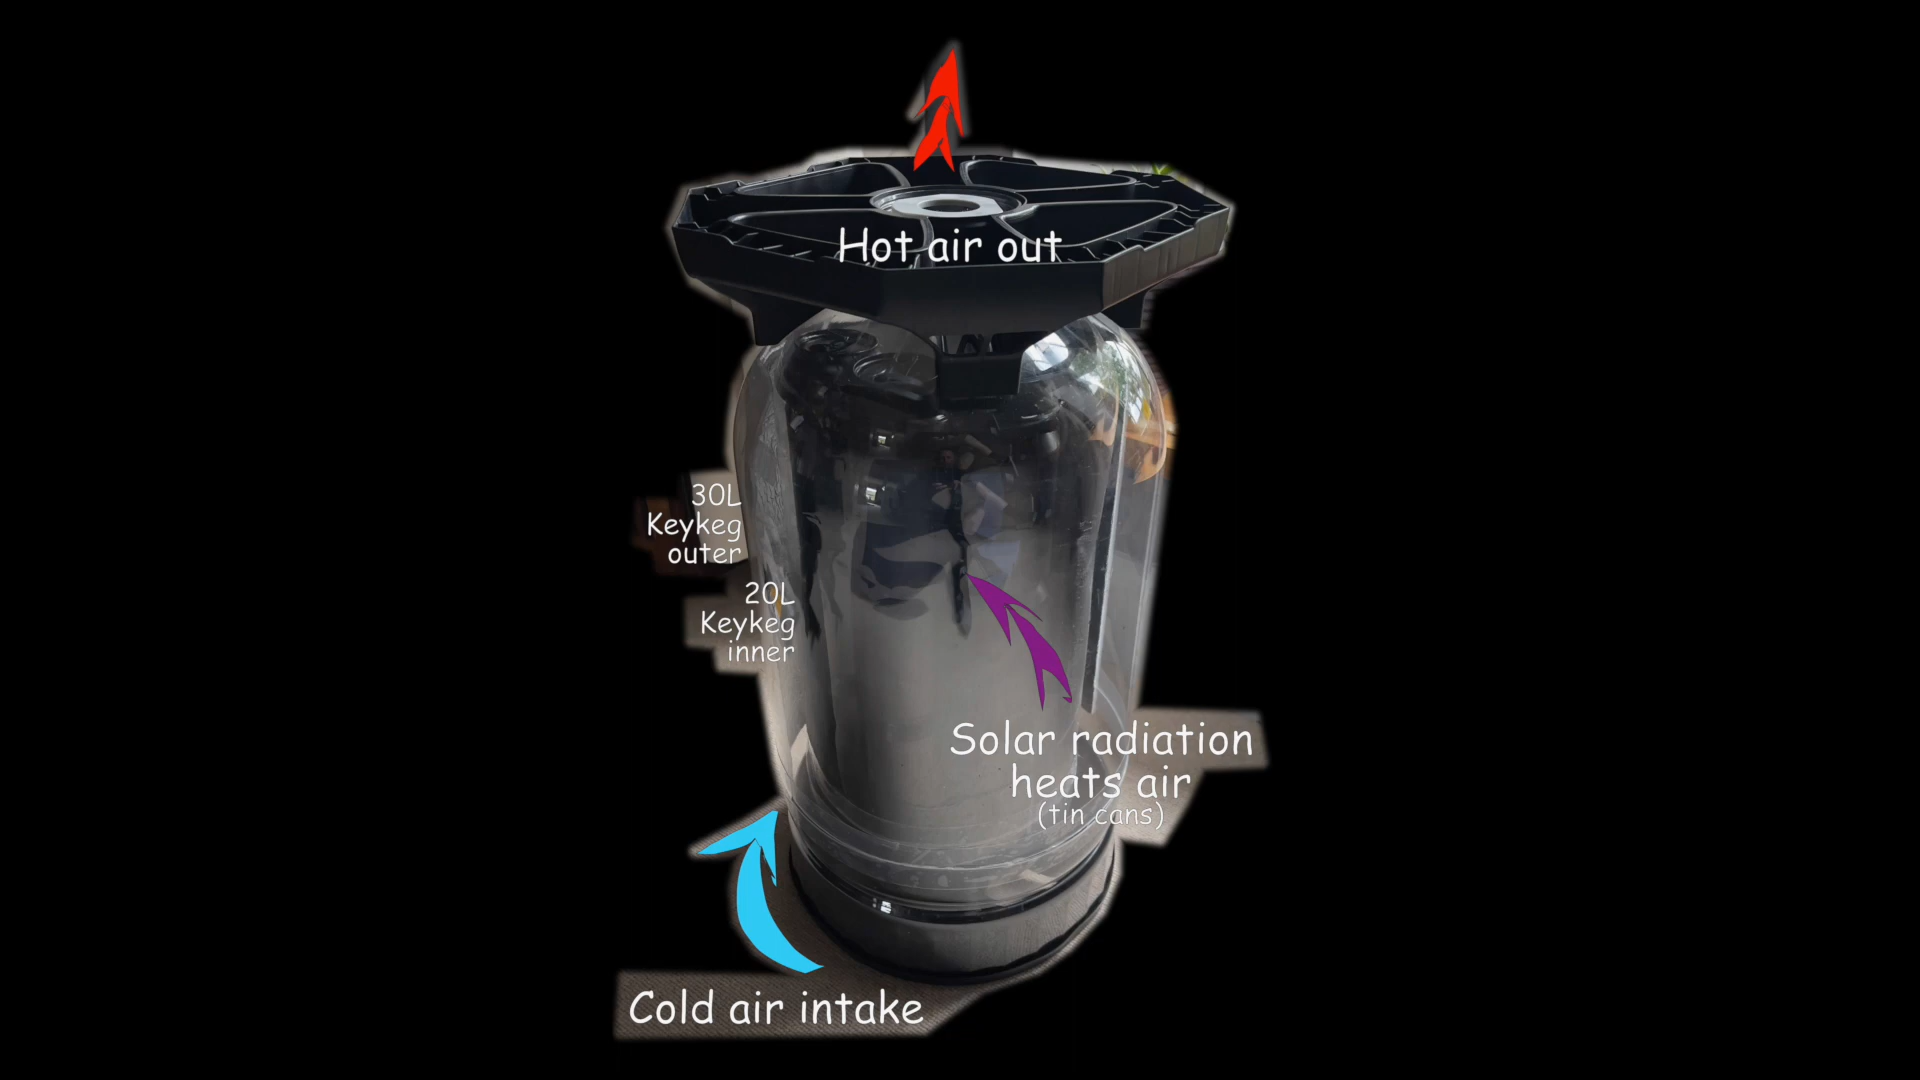 Hot air out
30L
Keykeg
outer
20L
Keykeg
inner
Solar radiation
heats air
(tin cans)
Cold air intake